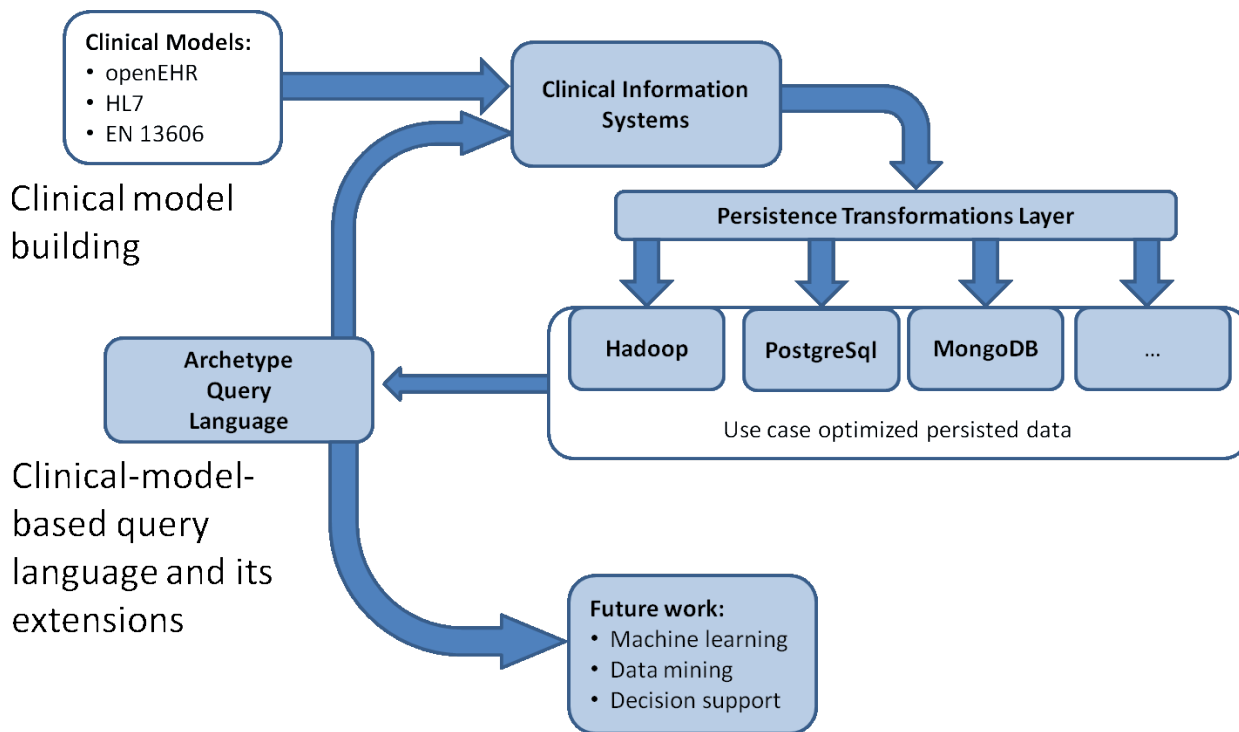 Clinical Models:
• openEHR
• HL7
• EN 13606
Clinical Information
Systems
Clinical model
building
Persistence Transformations Layer
Hadoop
PostgreSql
MongoDB
...
Use case optimized persisted data
Archetype
Query
Language
Clinical-model-
based query
language and its
extensions
Future work:
• Machine learning
• Data mining
• Decision support